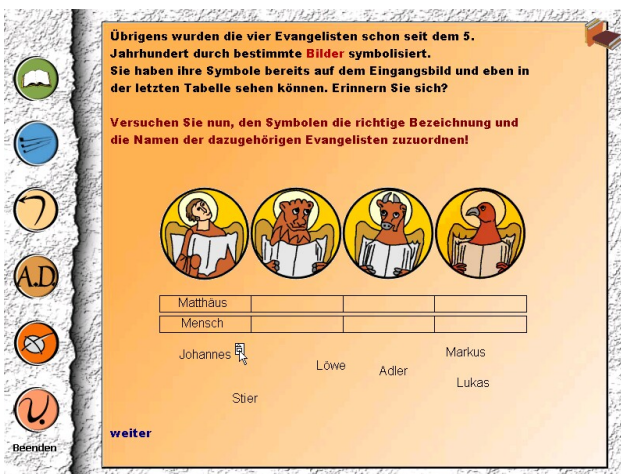 Übrigens wurden die vier Evangelisten schon seit dem 5.
Jahrhundert durch bestimmte Bilder symbolisiert.
Sie haben ihre Symbole bereits auf dem Eingangsbild und eben in
der letzten Tabelle sehen können. Erinnern Sie sich?
Versuchen Sie nun, den Symbolen die richtige Bezeichnung und
die Namen der dazugehörigen Evangelisten zuzuordnen!
A.D.
Matthäus
Mensch
Johannes
Löwe
Adler
Markus
Lukas
Stier
V.
weiter
Beenden